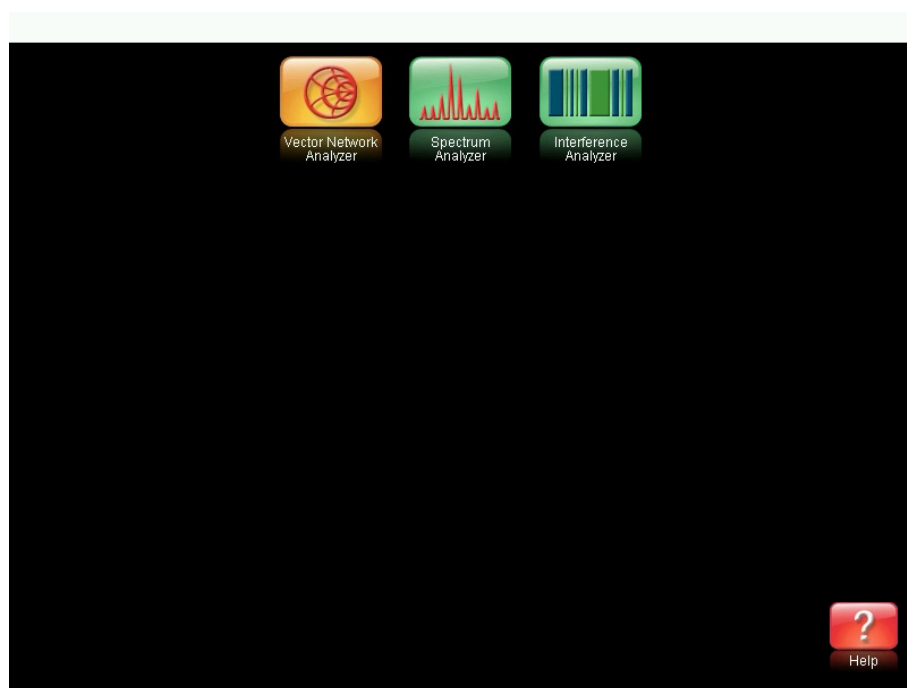 Vector Network
Analyzer
Spectrum
Analyzer
Interference
Analyzer
?
Help